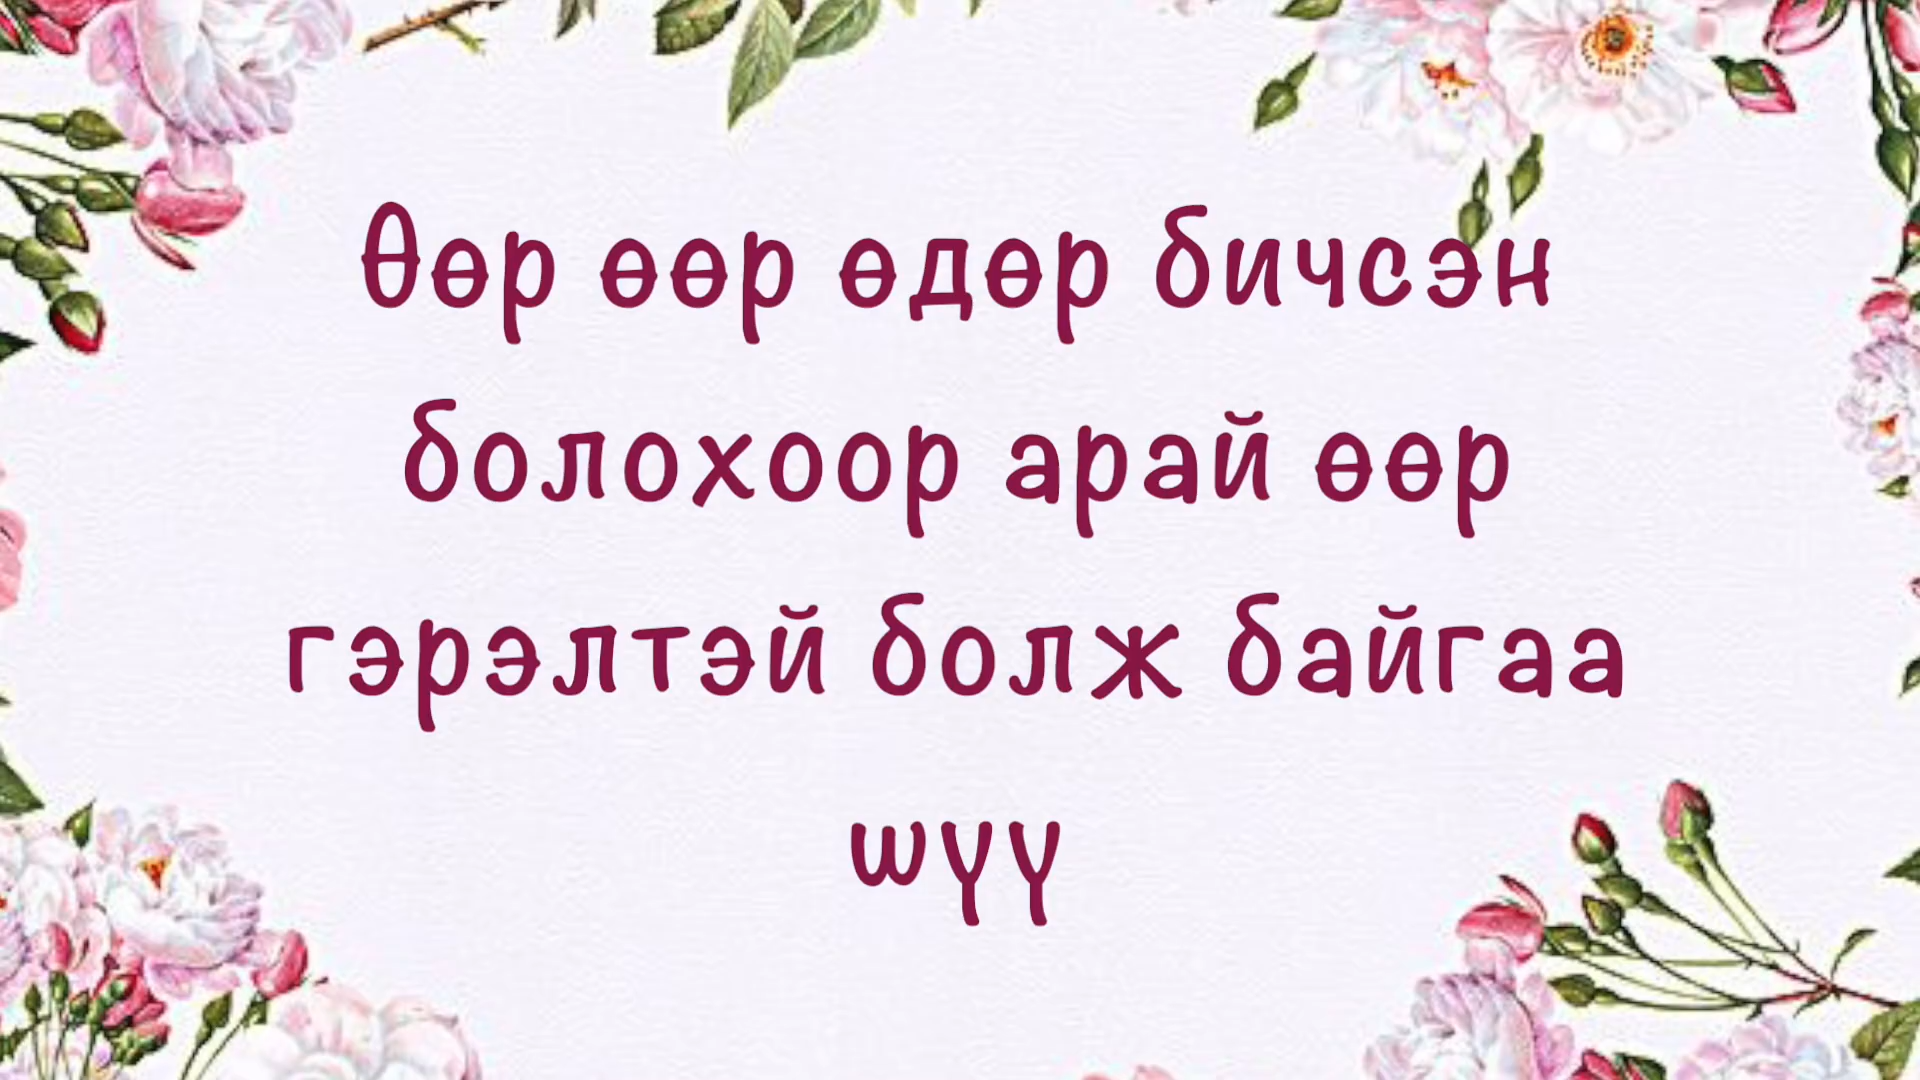 Өөр өөр өдөр бичсэн
болохоор арай өөр
гэрэлтэй болж байгаа
шүү